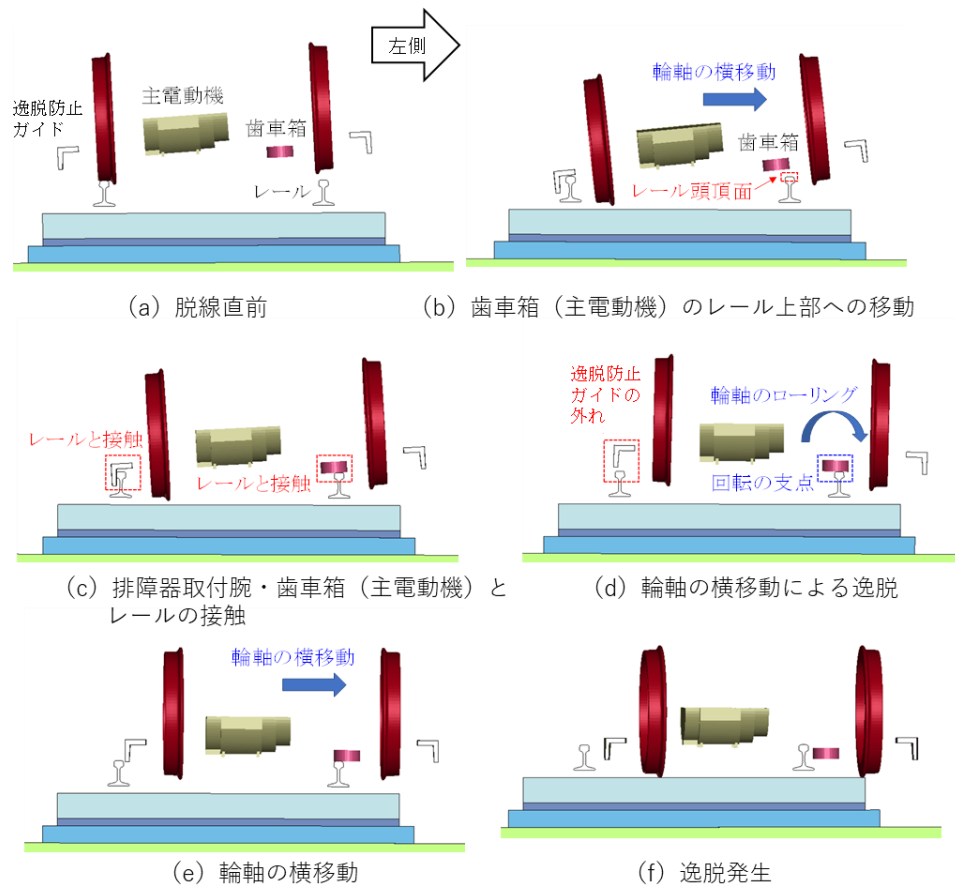 左側
逸脱防止
ガイド
主電動機
歯車箱
レール
(a)脱線直前
輪軸の横移動
歯車箱
レール頭頂面
(b)歯車箱(主電動機)のレール上部への移動
レールと接触
レールと接触
(c)排障器取付腕・歯車箱(主電動機)と
レールの接触
逸脱防止
ガイドの
外れ
輪軸のローリング
回転の支点
(d)輪軸の横移動による逸脱
輪軸の横移動
(e)輪軸の横移動
(f)逸脱発生